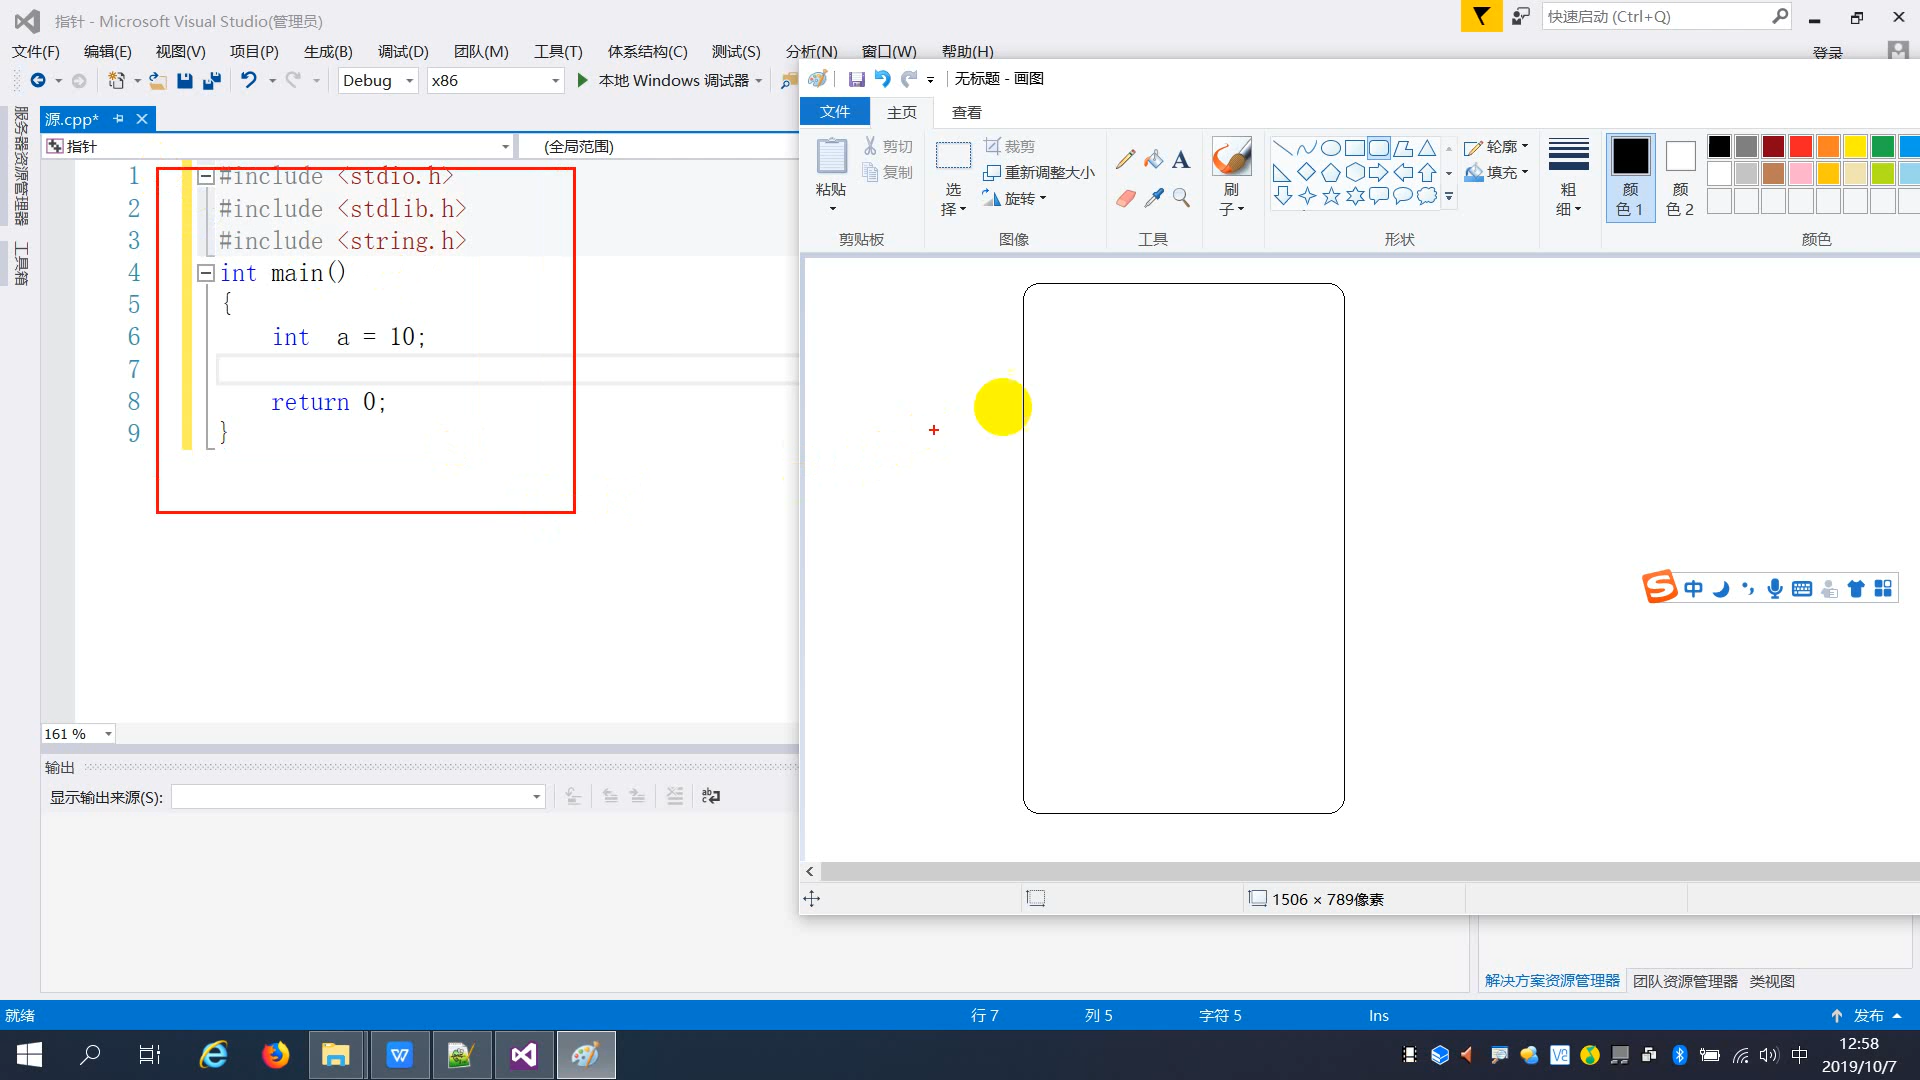 指针 - Microsoft Visual Studio(管理员)
快速启动 (Ctrl+Q)
文件(F) 编辑(E) 视图(V) 项目(P) 生成(B) 调试(D) 团队(M) 工具(T) 体系结构(C) 测试(S) 分析(N) 窗口(W) 帮助(H)
登录
Debug x86 本地 Windows 调试器
无标题 - 画图
文件 主页 查看
服务器资源管理器
工具箱
源.cpp*
指针 (全局范围)
粘贴
剪切
复制
剪贴板
选择
裁剪
重新调整大小
旋转
图像
A
工具
刷子
轮廓
填充
形状
粗细
颜色 1
颜色 2
颜色
1 #include <stdio.h>
2 #include <stdlib.h>
3 #include <string.h>
4 int main()
5 {
6 int  a = 10;
7
8 return 0;
9 }
中
161 %
输出
显示输出来源(S):
1506 × 789像素
解决方案资源管理器 团队资源管理器 类视图
就绪 行 7 列 5 字符 5 Ins 发布
中
12:58
2019/10/7